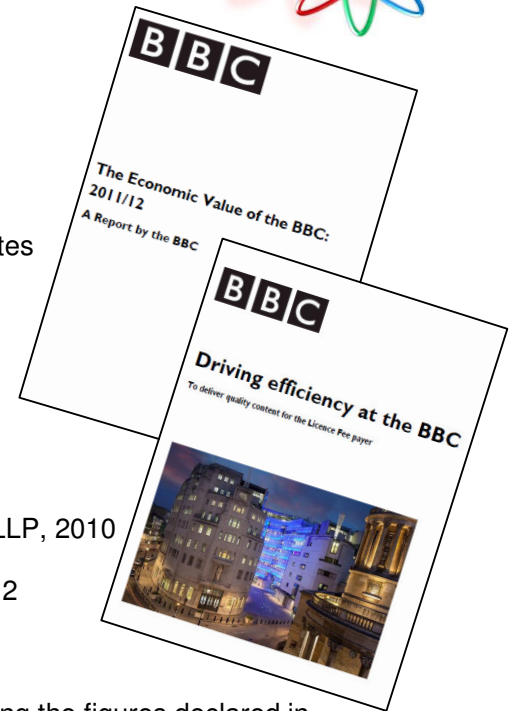 BBC
The Economic Value of the BBC:
2011/12
A Report by the BBC
tes
BBC
Driving efficiency at the BBC
To deliver quality content for the Licence Fee payer
LLP, 2010
2
ng the figures declared in